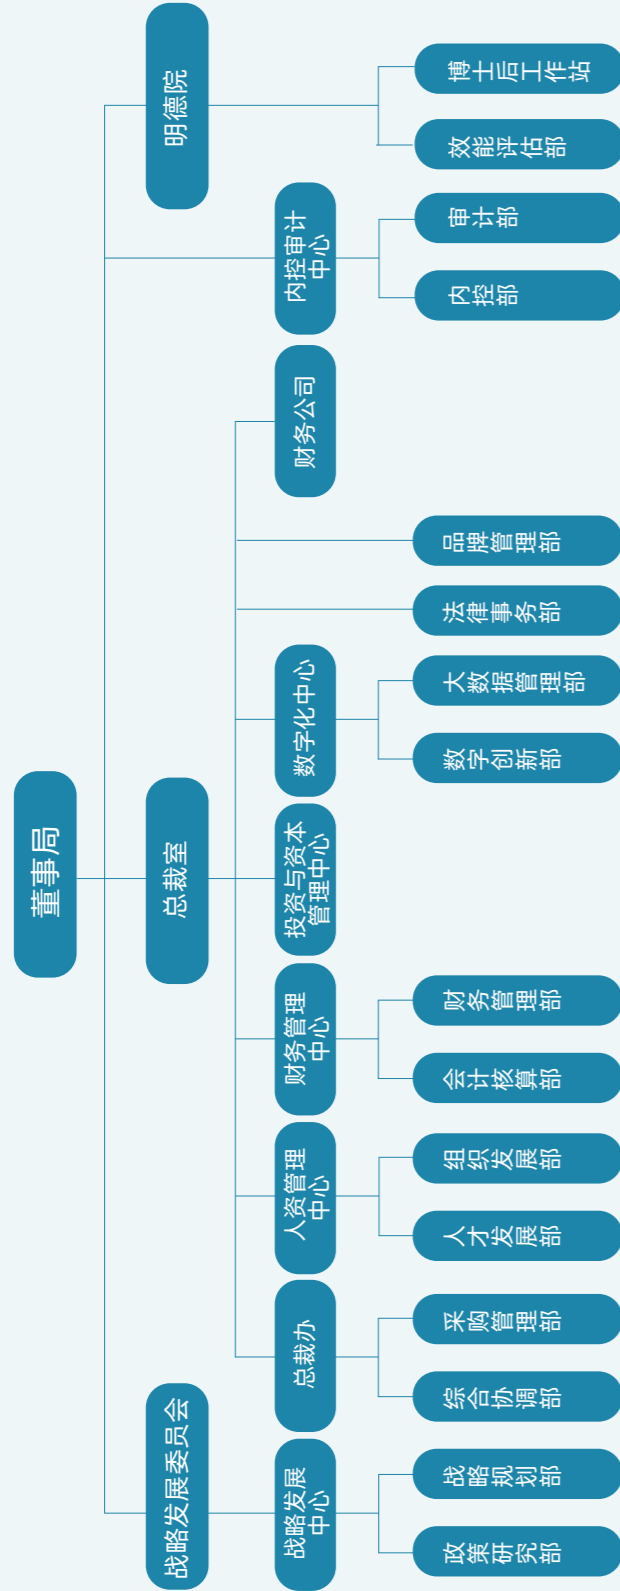 董事局
战略发展委员会
总裁室
明德院
战略发展
中心
总裁办
人资管理
中心
财务管理
中心
投资与资本
管理中心
数字化中心
财务公司
内控审计
中心
政策研究部
战略规划部
综合协调部
采购管理部
人才发展部
组织发展部
会计核算部
财务管理部
数字创新部
大数据管理部
法律事务部
品牌管理部
内控部
审计部
效能评估部
博士后工作站